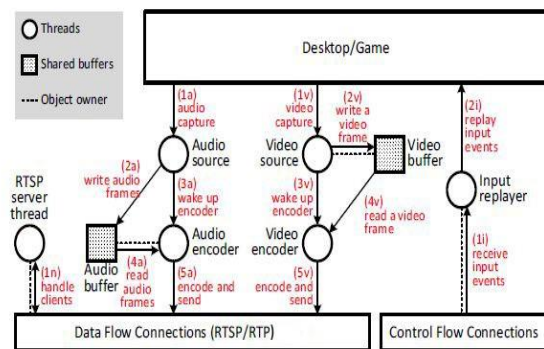 Threads
Shared buffers
Object owner
Desktop/Game
(1a)
audio
capture
(1v)
video
capture
(2v)
write a
video
frame
(2i)
replay
input
events
Audio
source
Video
source
Video
buffer
(2a)
write audio
frames
(3a)
wake up
encoder
(3v)
wake up
encoder
(4v)
read a video
frame
Input
replayer
RTSP
server
thread
Audio
encoder
Video
encoder
(1i)
receive
input
events
(1n)
handle
clients
Audio
buffer
(4a)
read
audio
frames
(5a)
encode and
send
(5v)
encode and
send
Data Flow Connections (RTSP/RTP)
Control Flow Connections